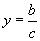 y = b/c